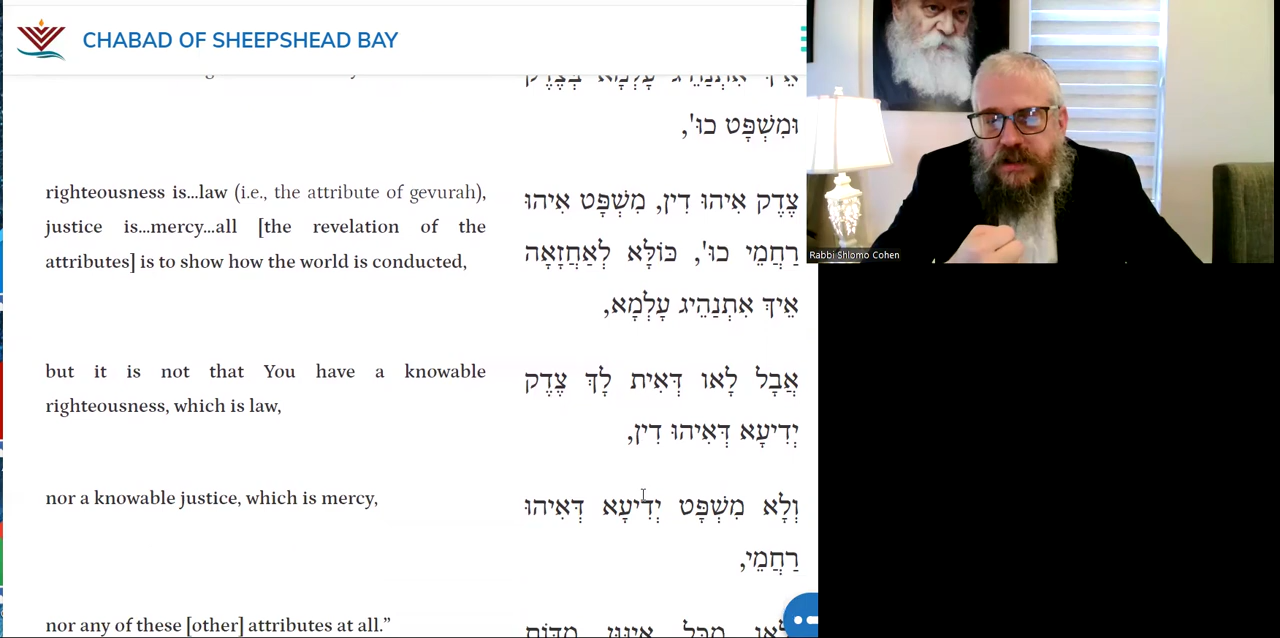 CHABAD OF SHEEPSHEAD BAY
אֵיךְ אִתְנַהֵיג עָלְמָא בְּצֶדֶק
וּמִשְׁפָּט כוּ',
righteousness is...law (i.e., the attribute of gevurah),
justice is...mercy...all [the revelation of the
attributes] is to show how the world is conducted,
צֶדֶק אִיהוּ דִין, מִשְׁפָּט אִיהוּ
רַחֲמֵי כוּ', כּוֹלָּא לְאַחֲזָאָה
אֵיךְ אִתְנַהֵיג עָלְמָא,
but it is not that You have a knowable
righteousness, which is law,
אֲבָל לָאו דְּאִית לָךְ צֶדֶק
יְדִיעָא דְּאִיהוּ דִין,
nor a knowable justice, which is mercy,
וְלָא מִשְׁפָּט יְדִיעָא דְּאִיהוּ
רַחֲמֵי,
nor any of these [other] attributes at all.”
Rabbi Shlomo Cohen